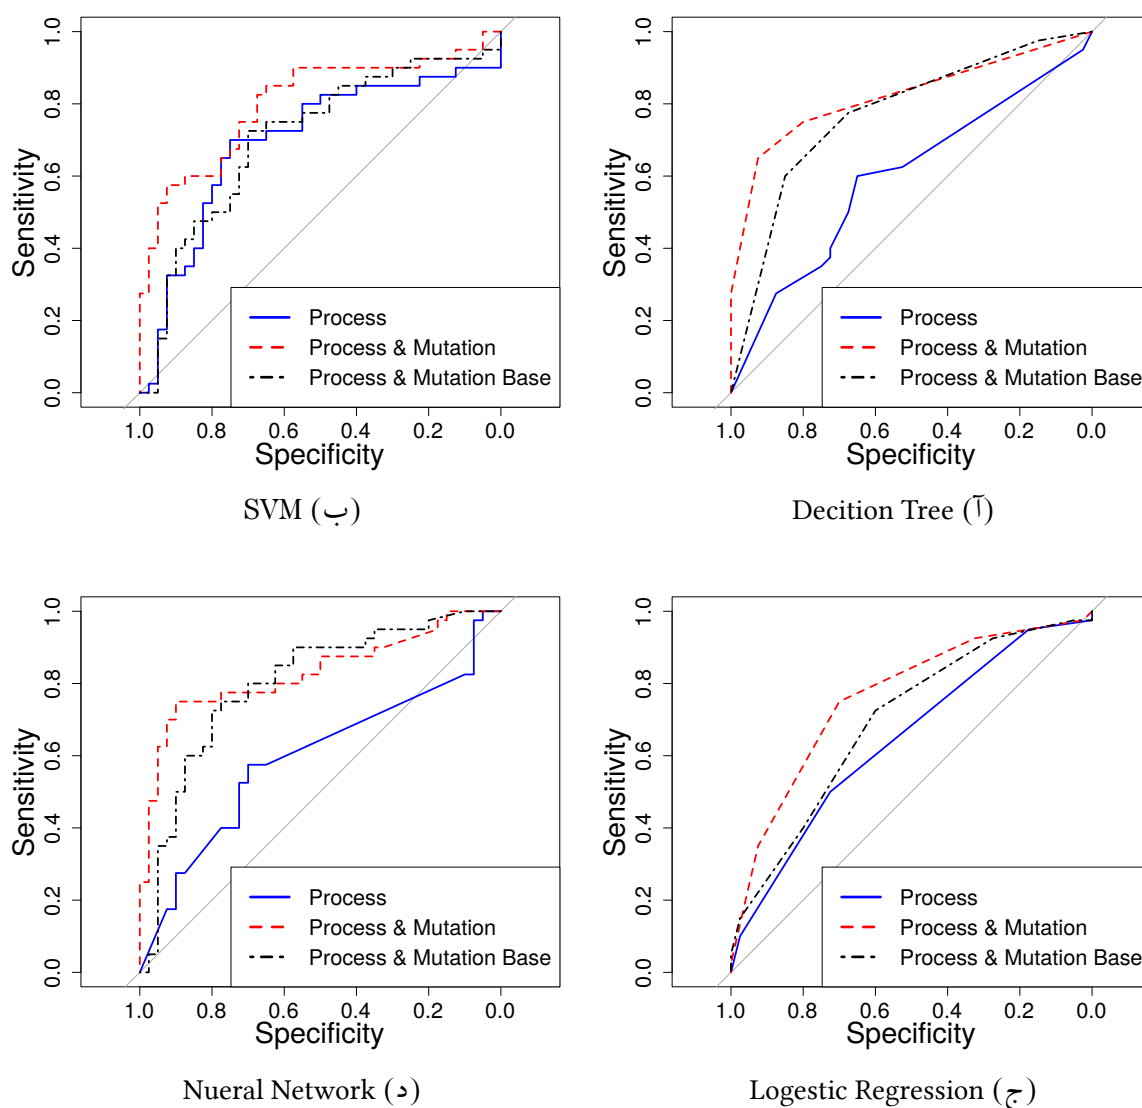 Sensitivity
1.0
0.8
0.6
0.4
0.2
0.0
Process
Process & Mutation
Process & Mutation Base
1.0 0.8 0.6 0.4 0.2 0.0
Specificity
SVM (ب)
Sensitivity
1.0
0.8
0.6
0.4
0.2
0.0
Process
Process & Mutation
Process & Mutation Base
1.0 0.8 0.6 0.4 0.2 0.0
Specificity
Decition Tree (آ)
Sensitivity
1.0
0.8
0.6
0.4
0.2
0.0
Process
Process & Mutation
Process & Mutation Base
1.0 0.8 0.6 0.4 0.2 0.0
Specificity
Nueral Network (د)
Sensitivity
1.0
0.8
0.6
0.4
0.2
0.0
Process
Process & Mutation
Process & Mutation Base
1.0 0.8 0.6 0.4 0.2 0.0
Specificity
Logestic Regression (ج)